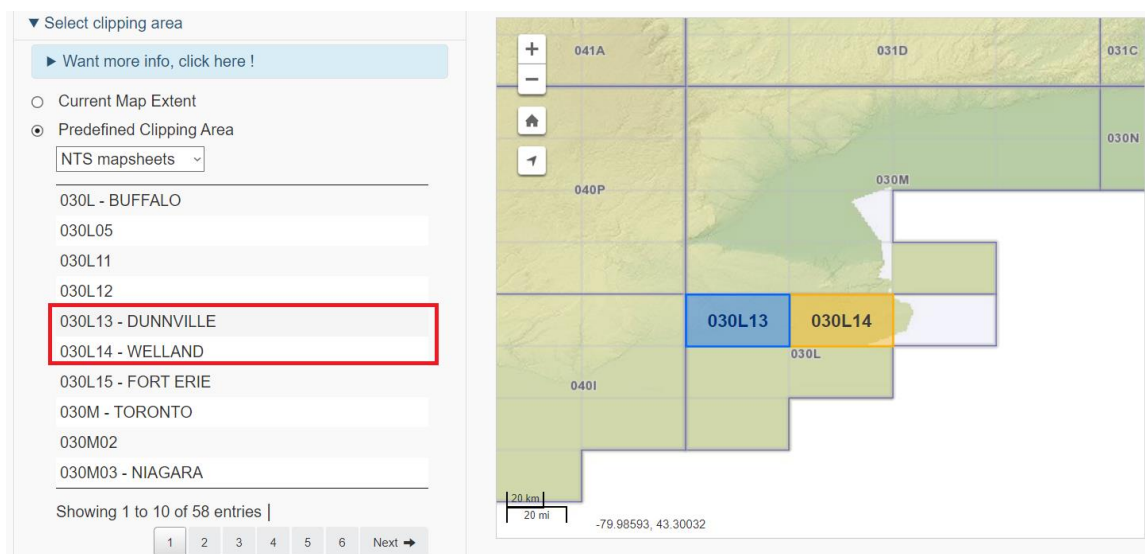 ▼ Select clipping area
► Want more info, click here !
Current Map Extent
Predefined Clipping Area
NTS mapsheets
030L - BUFFALO
030L05
030L11
030L12
030L13 - DUNNVILLE
030L14 - WELLAND
030L15 - FORT ERIE
030M - TORONTO
030M02
030M03 - NIAGARA
Showing 1 to 10 of 58 entries |
1 2 3 4 5 6 Next ➡
+
−
041A 031D 031C
030N
030M
040P
030L13 030L14
030L
040I
20 km
20 mi
-79.98593, 43.30032